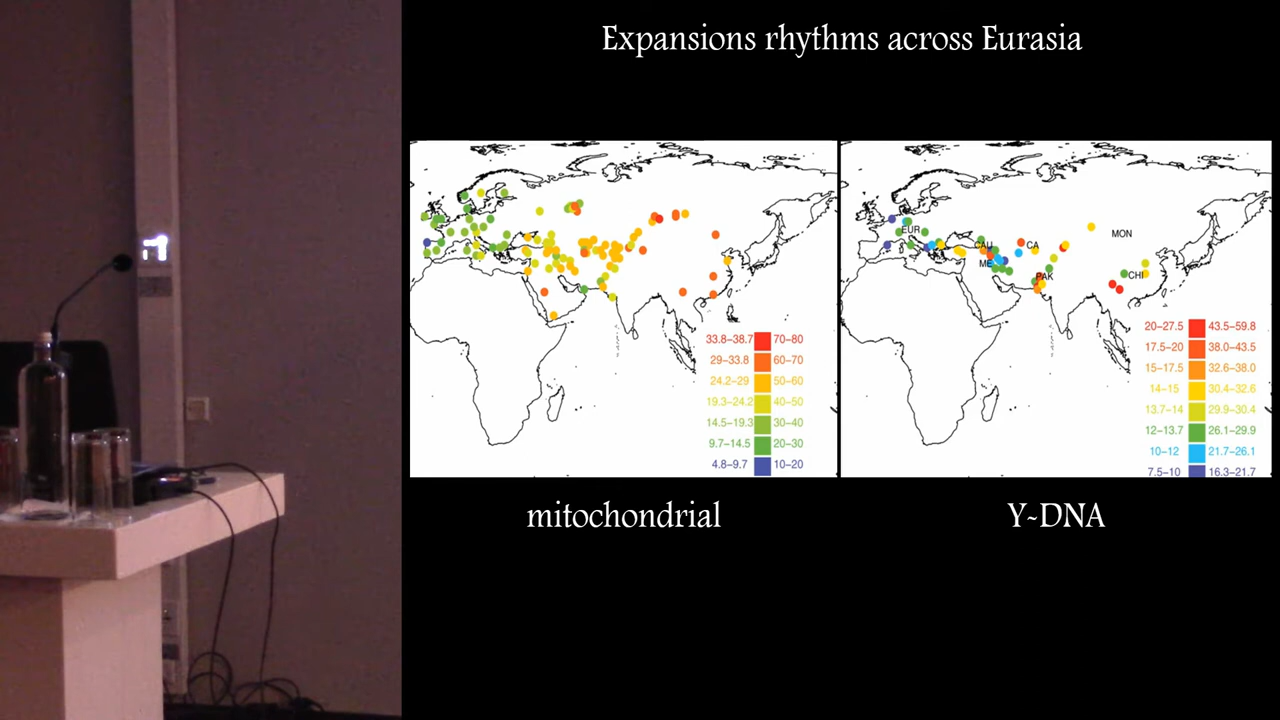 Expansions rhythms across Eurasia
33.8–38.7 70–80
29–33.8 60–70
24.2–29 50–60
19.3–24.2 40–50
14.5–19.3 30–40
9.7–14.5 20–30
4.8–9.7 10–20
EUR
CAU
CA
MON
ME
PAK
CHI
20–27.5 43.5–59.8
17.5–20 38.0–43.5
15–17.5 32.6–38.0
14–15 30.4–32.6
13.7–14 29.9–30.4
12–13.7 26.1–29.9
10–12 21.7–26.1
7.5–10 16.3–21.7
mitochondrial
Y-DNA